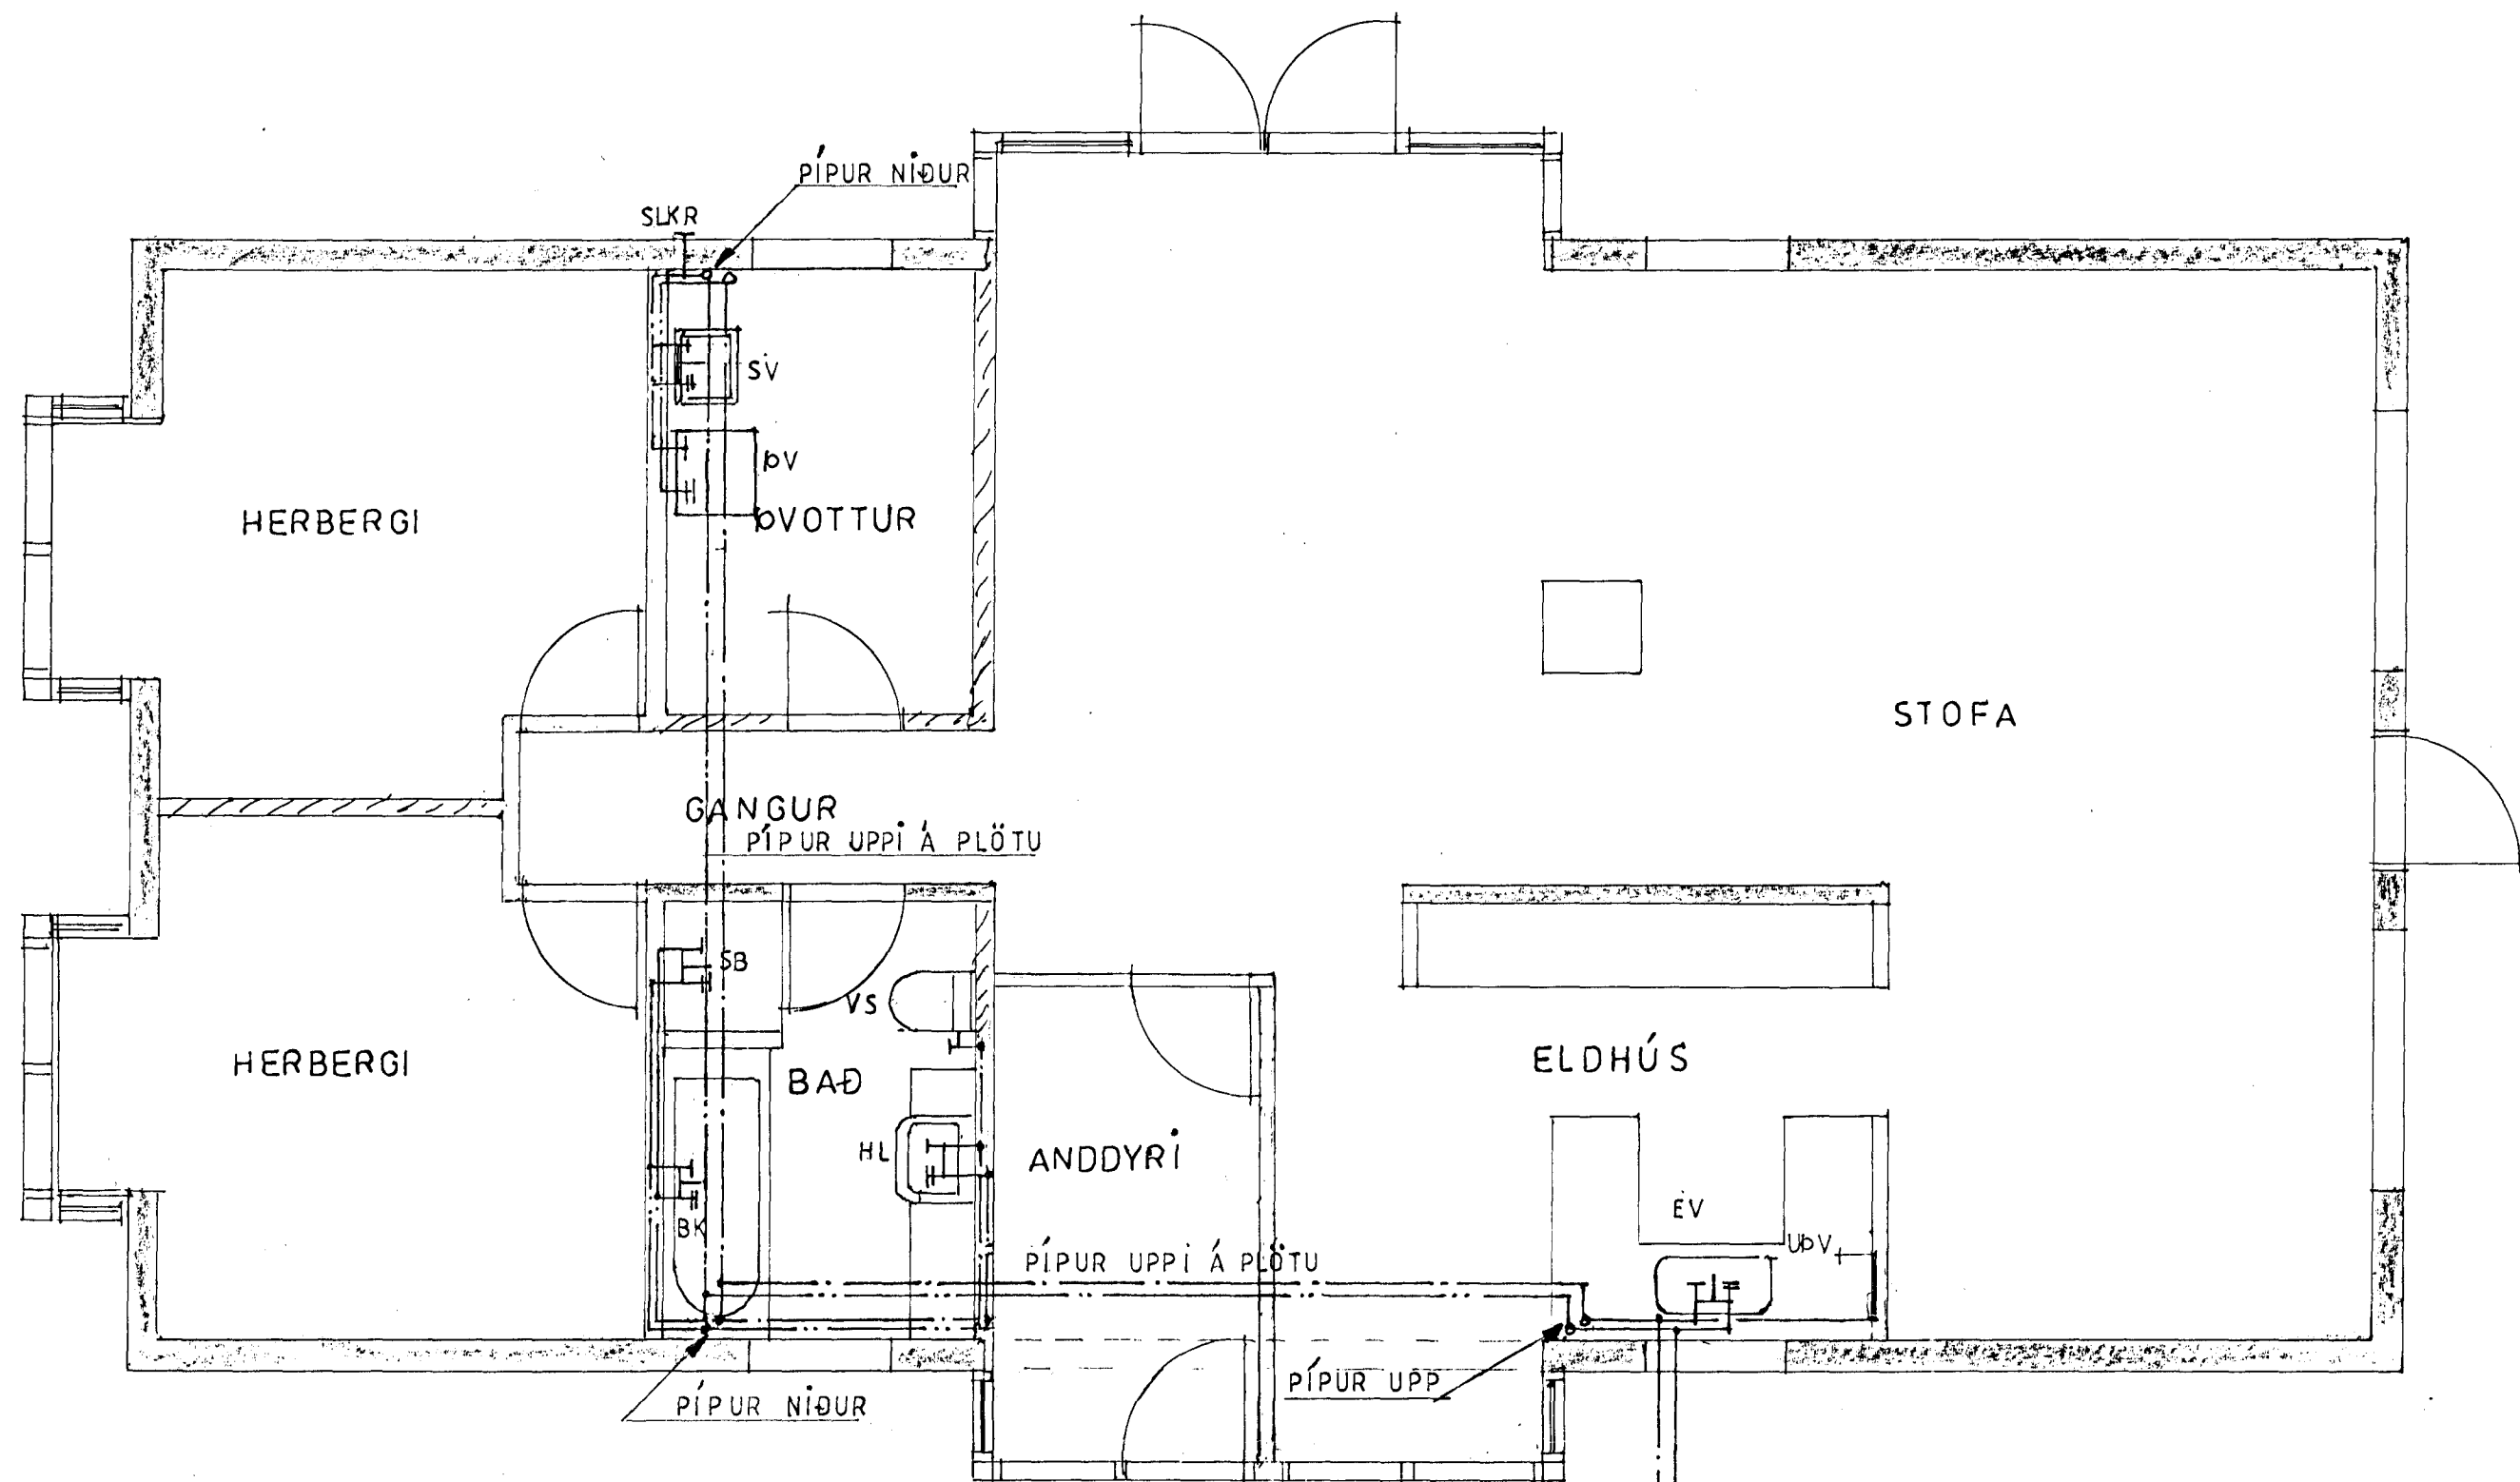 PÍPUR NIÐUR
SLKR
SV
ÞV
HERBERGI
ÞVOTTUR
STOFA
GANGUR
PÍPUR UPPI Á PLÖTU
SB
VS
HERBERGI
BAÐ
ELDHÚS
HL
ANDDYRI
EV
BK
UÞV
PÍPUR UPPI Á PLÖTU
PÍPUR UPP
PÍPUR NIÐUR